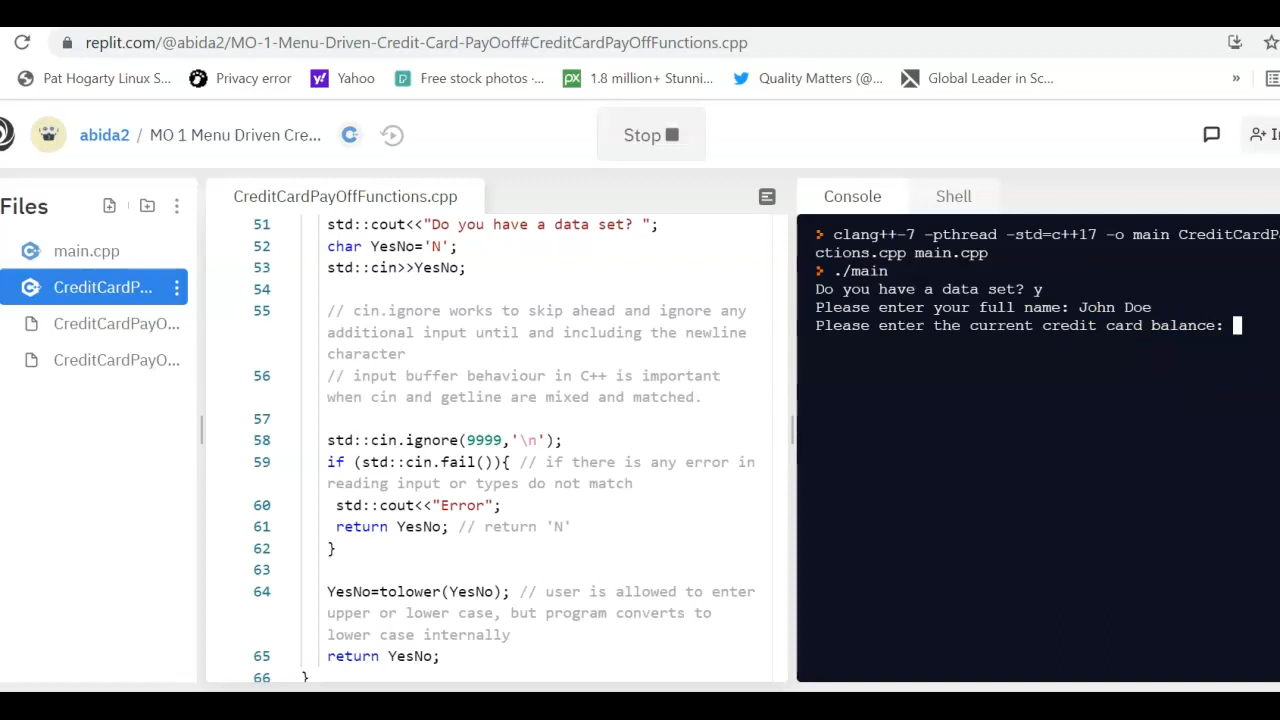 replit.com/@abida2/MO-1-Menu-Driven-Credit-Card-PayOoff#CreditCardPayOffFunctions.cpp
Pat Hogarty Linux S... Privacy error Yahoo Free stock photos -... 1.8 million+ Stunni... Quality Matters (@... Global Leader in Sc... »
abida2 / MO 1 Menu Driven Cre... Stop In
Files
main.cpp
CreditCardP...
CreditCardPayO...
CreditCardPayO...
CreditCardPayOffFunctions.cpp
51 std::cout<<"Do you have a data set? ";
52 char YesNo='N';
53 std::cin>>YesNo;
54
55 // cin.ignore works to skip ahead and ignore any
additional input until and including the newline
character
56 // input buffer behaviour in C++ is important
when cin and getline are mixed and matched.
57
58 std::cin.ignore(9999,'\n');
59 if (std::cin.fail()){ // if there is any error in
reading input or types do not match
60 std::cout<<"Error";
61 return YesNo; // return 'N'
62 }
63
64 YesNo=tolower(YesNo); // user is allowed to enter
upper or lower case, but program converts to
lower case internally
65 return YesNo;
66 }
Console Shell
> clang++-7 -pthread -std=c++17 -o main CreditCardP
ctions.cpp main.cpp
> ./main
Do you have a data set? y
Please enter your full name: John Doe
Please enter the current credit card balance: